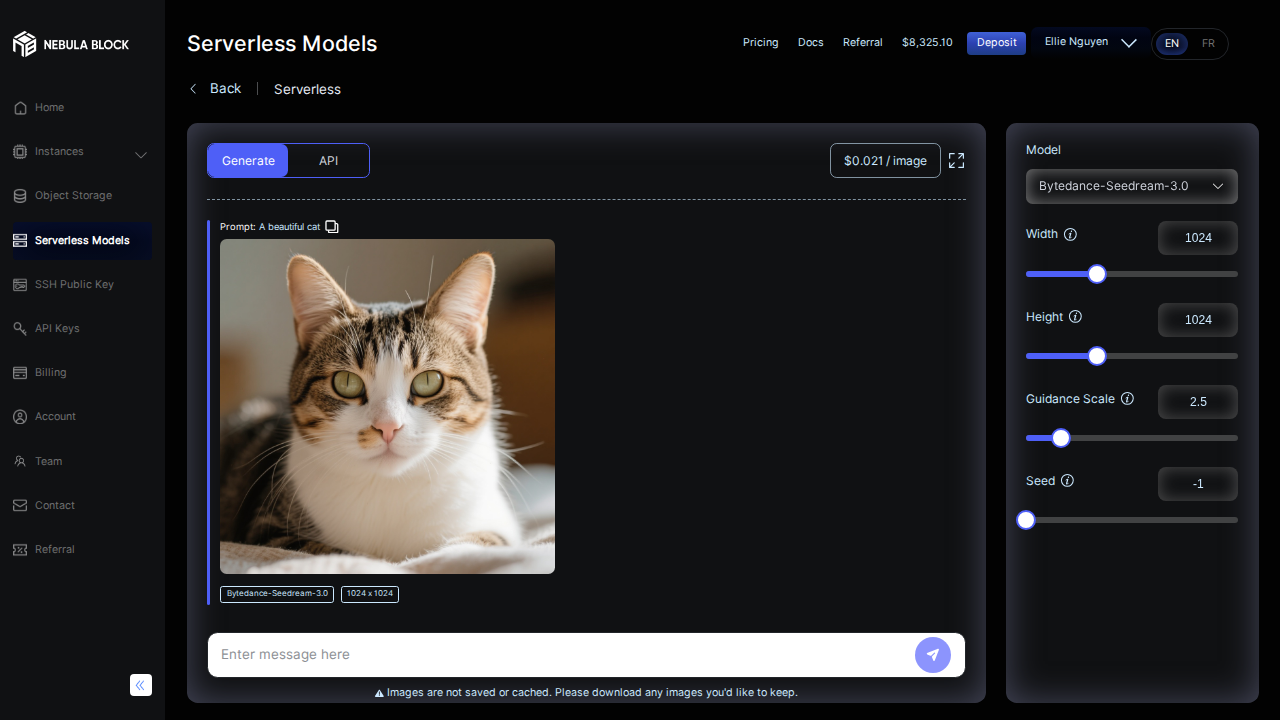 NEBULA BLOCK
Home
Instances
Object Storage
Serverless Models
SSH Public Key
API Keys
Billing
Account
Team
Contact
Referral
Serverless Models
Pricing
Docs
Referral
$8,325.10
Deposit
Ellie Nguyen
EN
FR
Back
Serverless
Generate
API
$0.021 / image
Prompt: A beautiful cat
Bytedance-Seedream-3.0
1024 x 1024
Enter message here
Images are not saved or cached. Please download any images you'd like to keep.
Model
Bytedance-Seedream-3.0
Width
1024
Height
1024
Guidance Scale
2.5
Seed
-1